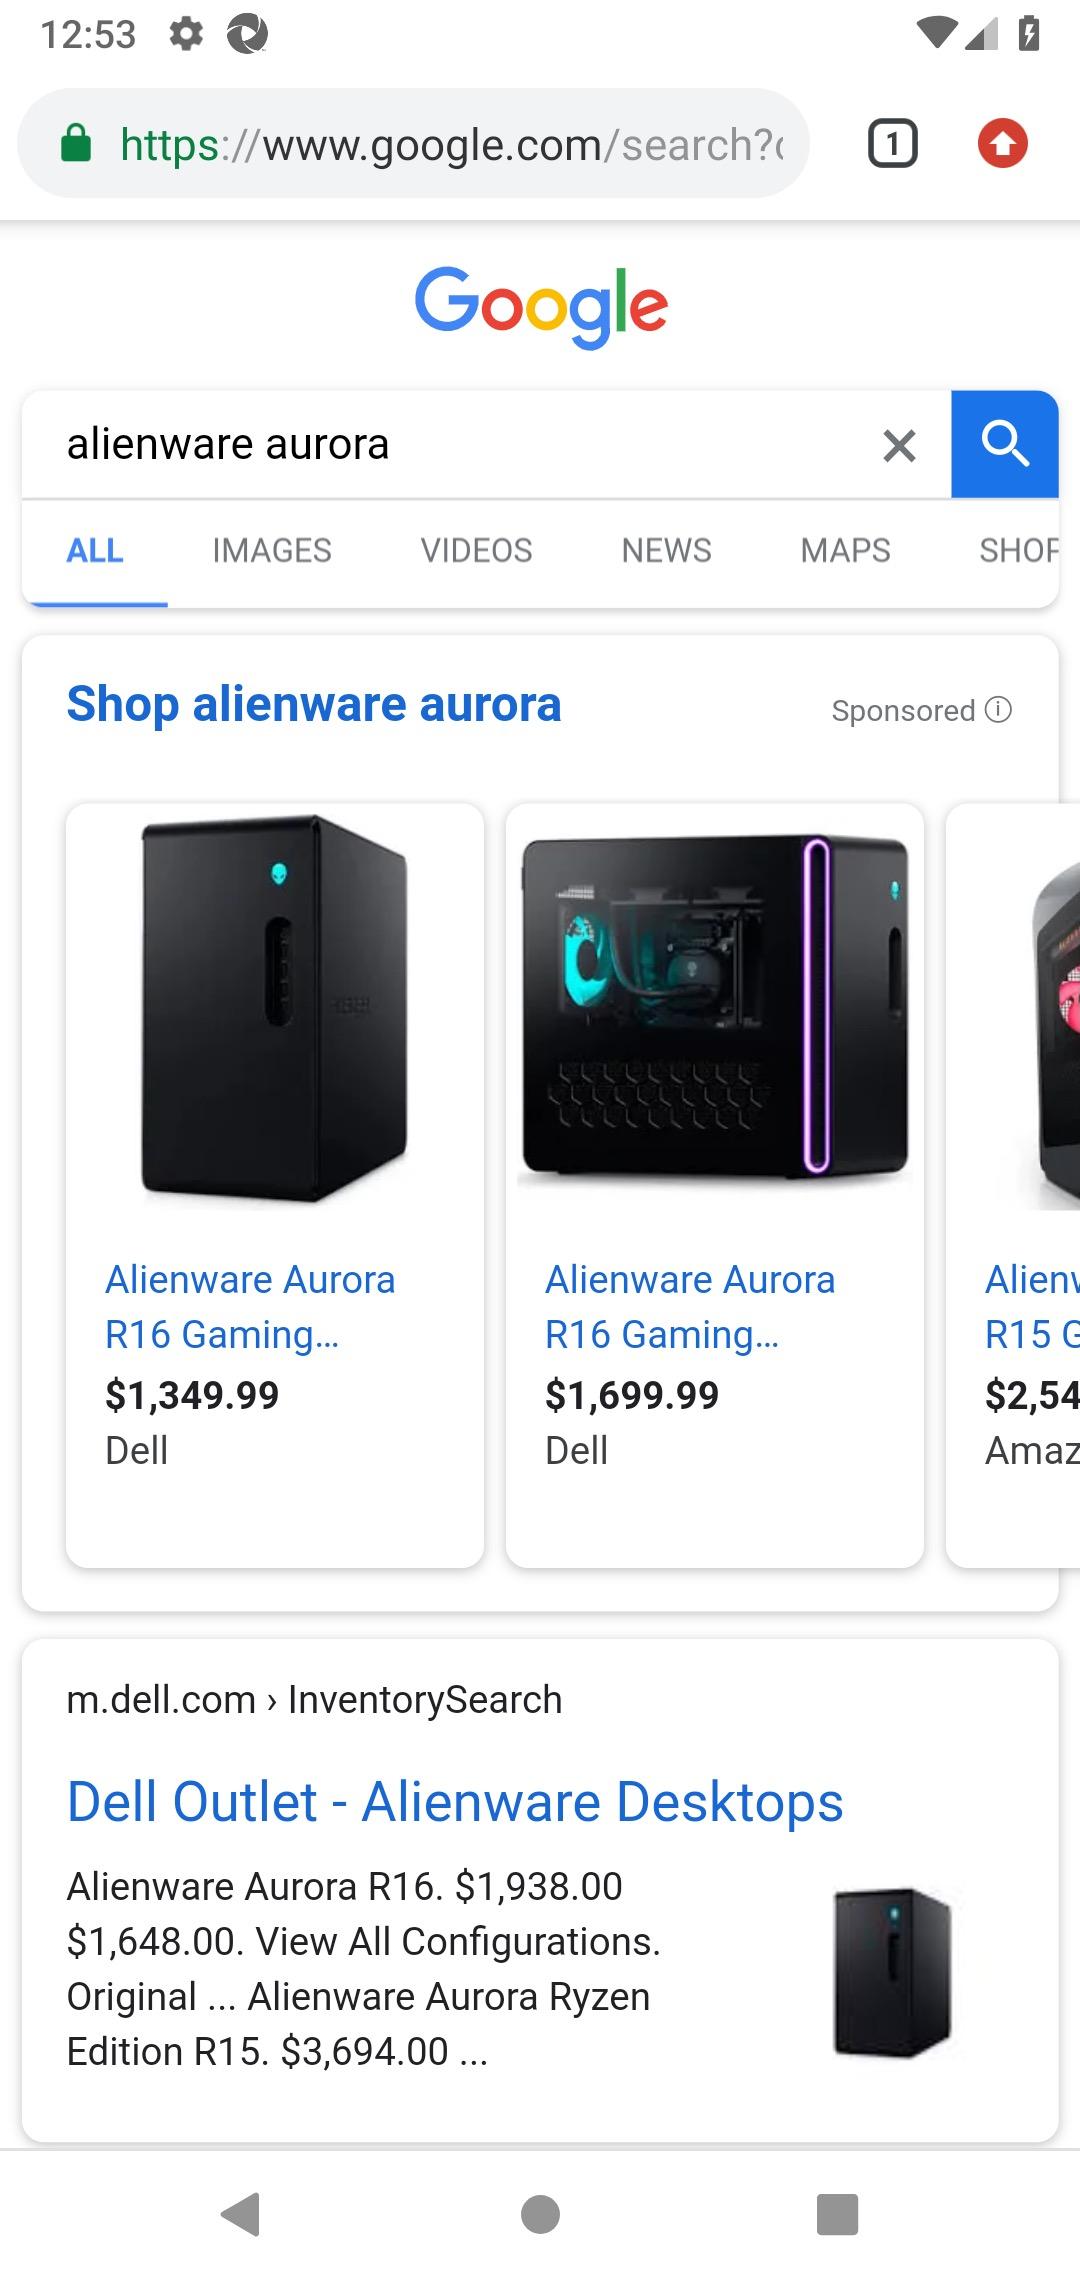 12:53
https://www.google.com/search?
1
Google
alienware aurora
ALL IMAGES VIDEOS NEWS MAPS SHOP
Shop alienware aurora
Sponsored
Alienware Aurora
R16 Gaming...
$1,349.99
Dell
Alienware Aurora
R16 Gaming...
$1,699.99
Dell
Alien
R15 G
$2,54
Amaz
m.dell.com › InventorySearch
Dell Outlet - Alienware Desktops
Alienware Aurora R16. $1,938.00
$1,648.00. View All Configurations.
Original ... Alienware Aurora Ryzen
Edition R15. $3,694.00 ...